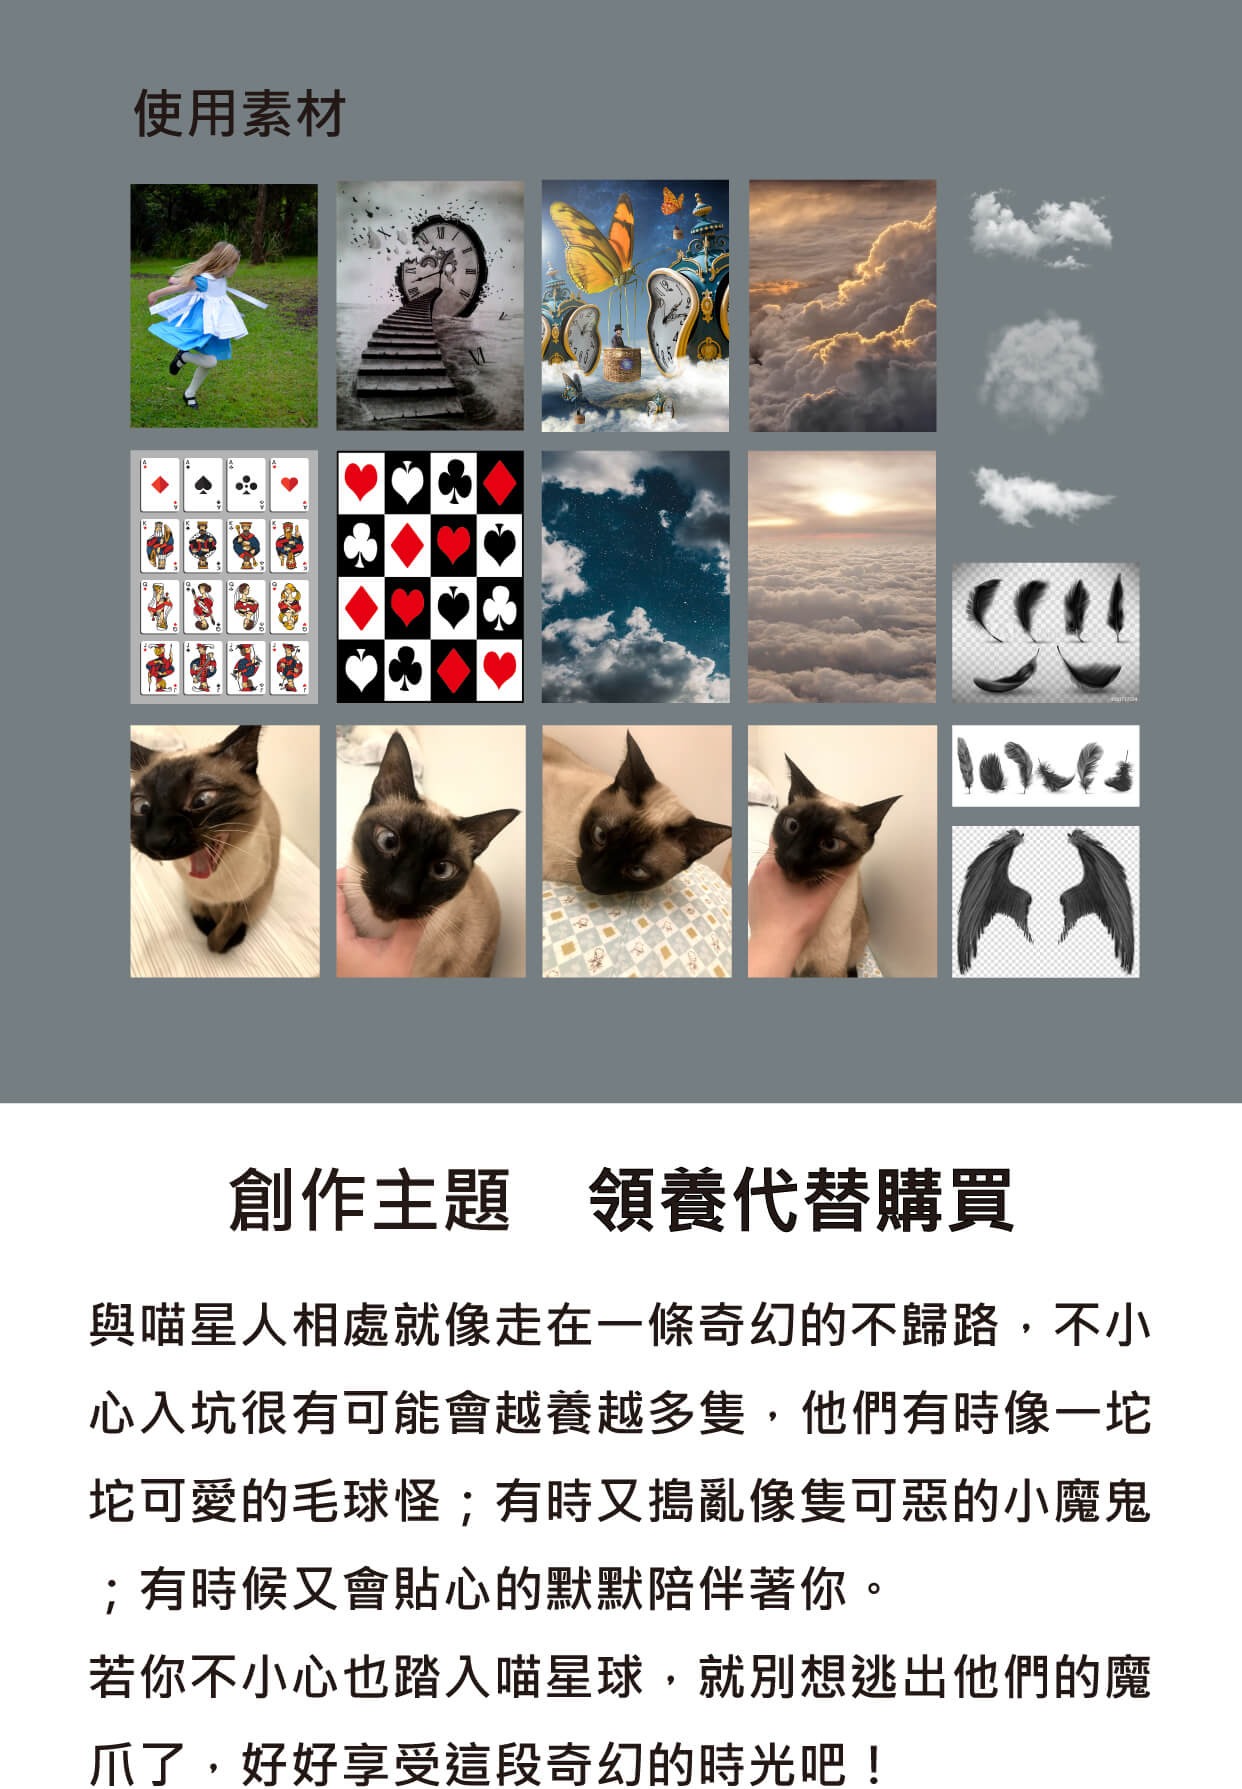 使用素材
創作主題　領養代替購買
與喵星人相處就像走在一條奇幻的不歸路，不小
心入坑很有可能會越養越多隻，他們有時像一坨
坨可愛的毛球怪；有時又搗亂像隻可惡的小魔鬼
；有時候又會貼心的默默陪伴著你。
若你不小心也踏入喵星球，就別想逃出他們的魔
爪了，好好享受這段奇幻的時光吧！